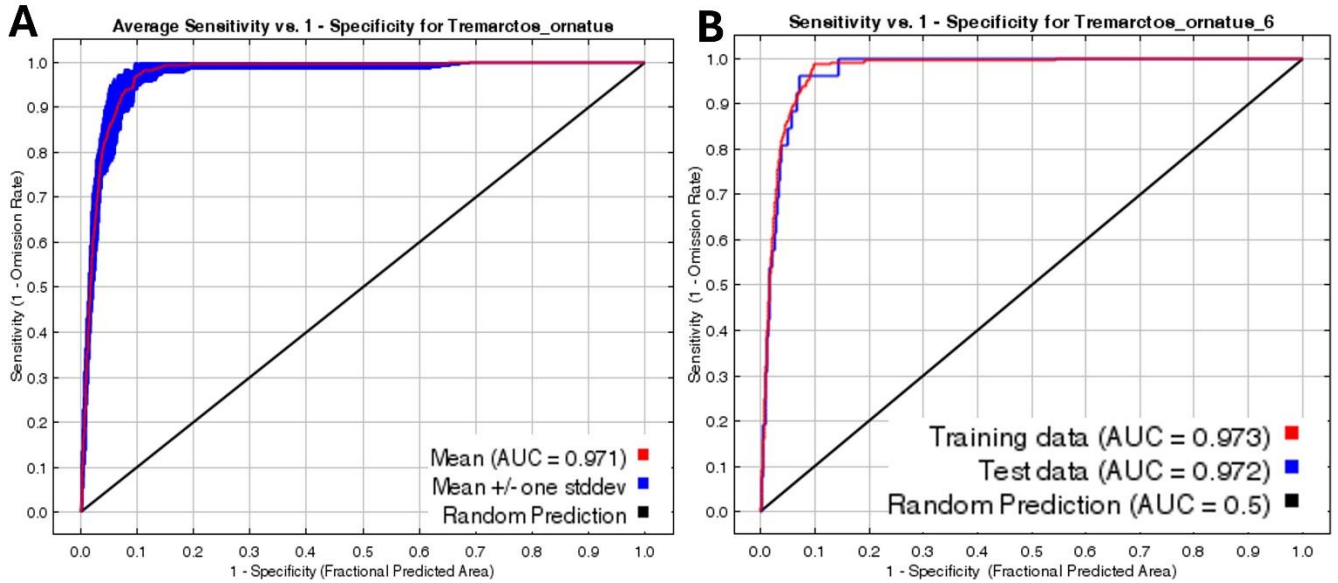 A
Average Sensitivity vs. 1 - Specificity for Tremarctos_ornatus
Sensitivity (1 - Omission Rate)
1.0
0.9
0.8
0.7
0.6
0.5
0.4
0.3
0.2
0.1
0.0
Mean (AUC = 0.971)
Mean +/- one stddev
Random Prediction
0.0 0.1 0.2 0.3 0.4 0.5 0.6 0.7 0.8 0.9 1.0
1 - Specificity (Fractional Predicted Area)
B
Sensitivity vs. 1 - Specificity for Tremarctos_ornatus_6
Sensitivity (1 - Omission Rate)
1.0
0.9
0.8
0.7
0.6
0.5
0.4
0.3
0.2
0.1
0.0
Training data (AUC = 0.973)
Test data (AUC = 0.972)
Random Prediction (AUC = 0.5)
0.0 0.1 0.2 0.3 0.4 0.5 0.6 0.7 0.8 0.9 1.0
1 - Specificity (Fractional Predicted Area)